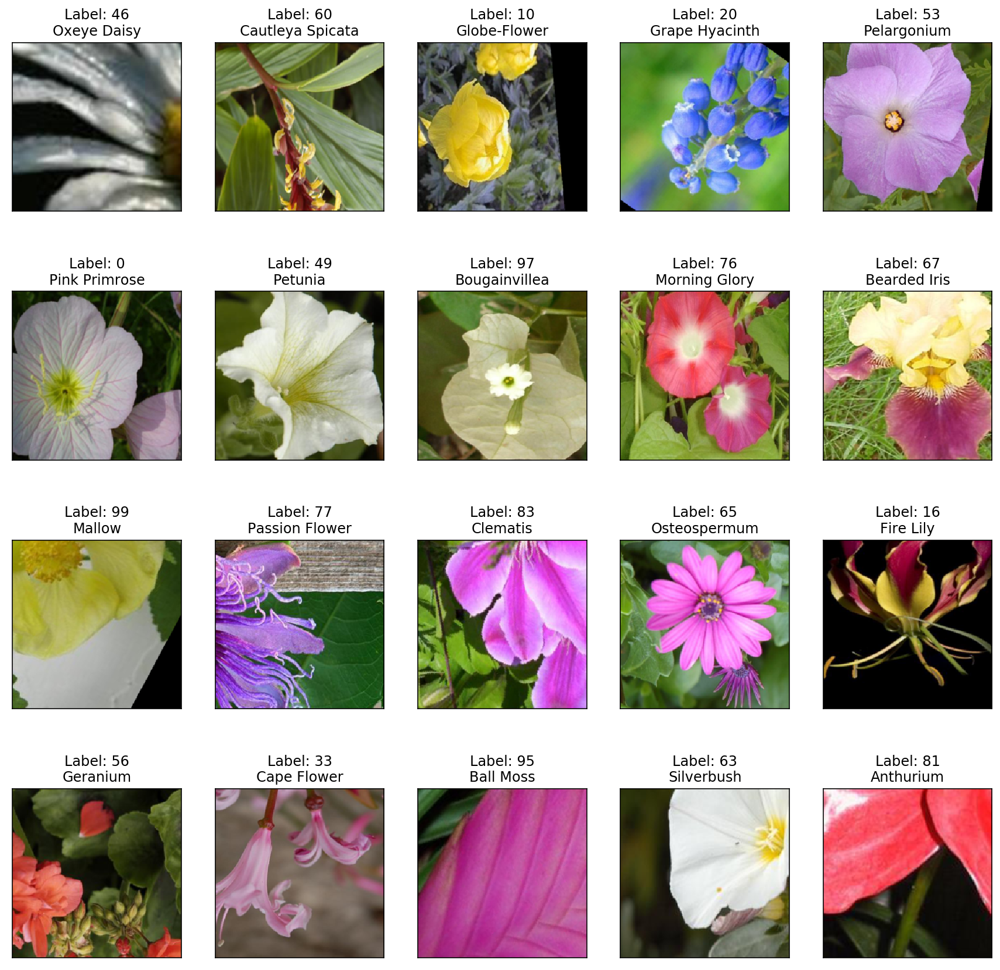 Label: 46
Oxeye Daisy
Label: 60
Cautleya Spicata
Label: 10
Globe-Flower
Label: 20
Grape Hyacinth
Label: 53
Pelargonium
Label: 0
Pink Primrose
Label: 49
Petunia
Label: 97
Bougainvillea
Label: 76
Morning Glory
Label: 67
Bearded Iris
Label: 99
Mallow
Label: 77
Passion Flower
Label: 83
Clematis
Label: 65
Osteospermum
Label: 16
Fire Lily
Label: 56
Geranium
Label: 33
Cape Flower
Label: 95
Ball Moss
Label: 63
Silverbush
Label: 81
Anthurium